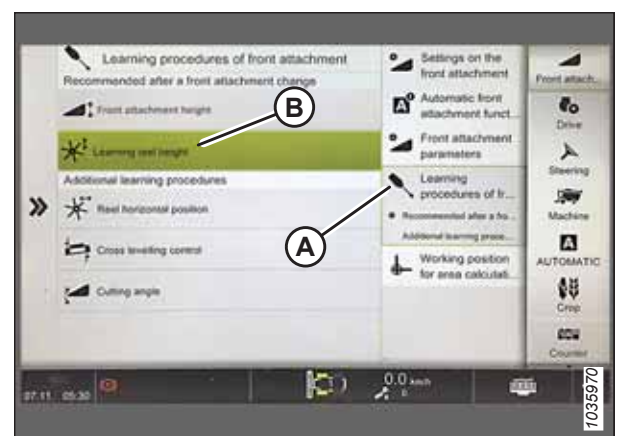 Learning procedures of front attachment
Recommended after a front attachment change
Front attachment height
Learning reel height
Additional learning procedures
Reel horizontal position
Cross levelling control
Cutting angle
Settings on the
front attachment
Automatic front
attachment funct...
Front attachment
parameters
Learning
procedures of fr...
Recommended after a fro...
Additional learning proce...
Working position
for area calculati...
Front attach...
Drive
Steering
Machine
A
AUTOMATIC
Crop
Counter
B
A
07:11 05:30
0.0 km/h
0
1035970